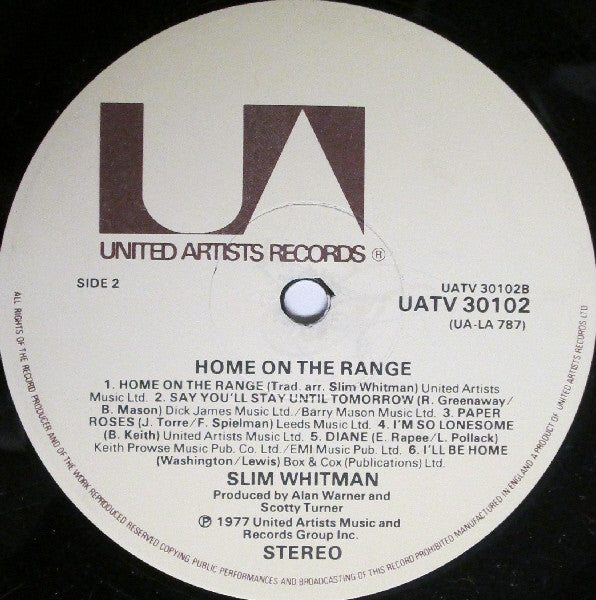 UA
UNITED ARTISTS RECORDS ®
SIDE 2
UATV 30102B
UATV 30102
(UA-LA 787)
HOME ON THE RANGE
1. HOME ON THE RANGE (Trad. arr. Slim Whitman) United Artists
Music Ltd. 2. SAY YOU'LL STAY UNTIL TOMORROW (R. Greenaway/
B. Mason) Dick James Music Ltd./Barry Mason Music Ltd. 3. PAPER
ROSES (J. Torre/F. Spielman) Leeds Music Ltd. 4. I'M SO LONESOME
(B. Keith) United Artists Music Ltd. 5. DIANE (E. Rapee/L. Pollack)
Keith Prowse Music Pub. Co. Ltd./EMI Music Pub. Ltd. 6. I'LL BE HOME
(Washington/Lewis) Box & Cox (Publications) Ltd.
SLIM WHITMAN
Produced by Alan Warner and
Scotty Turner
℗ 1977 United Artists Music and
Records Group Inc.
STEREO
ALL RIGHTS OF THE RECORD PRODUCER AND OF THE WORK REPRODUCED RESERVED COPYING PUBLIC PERFORMANCES AND BROADCASTING OF THIS RECORD PROHIBITED MANUFACTURED IN ENGLAND A PRODUCT OF UNITED ARTISTS RECORDS LTD